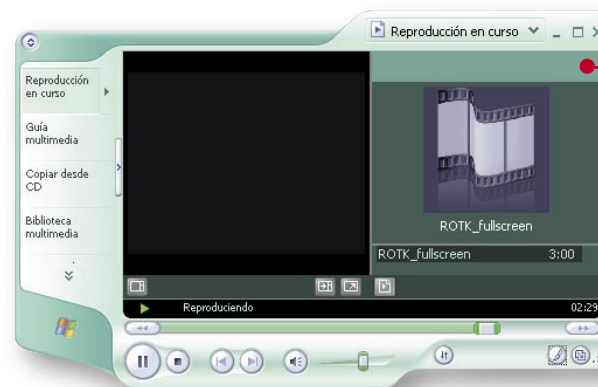 Reproducción en curso
Reproducción
en curso
Guía
multimedia
Copiar desde
CD
Biblioteca
multimedia
ROTK_fullscreen
ROTK_fullscreen 3:00
Reproduciendo 02:29